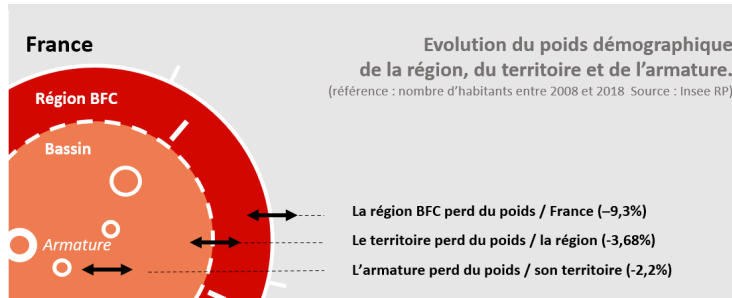 France
Evolution du poids démographique
de la région, du territoire et de l'armature.
(référence : nombre d'habitants entre 2008 et 2018 Source : Insee RP)
Région BFC
Bassin
Armature
La région BFC perd du poids / France (–9,3%)
Le territoire perd du poids / la région (-3,68%)
L'armature perd du poids / son territoire (-2,2%)